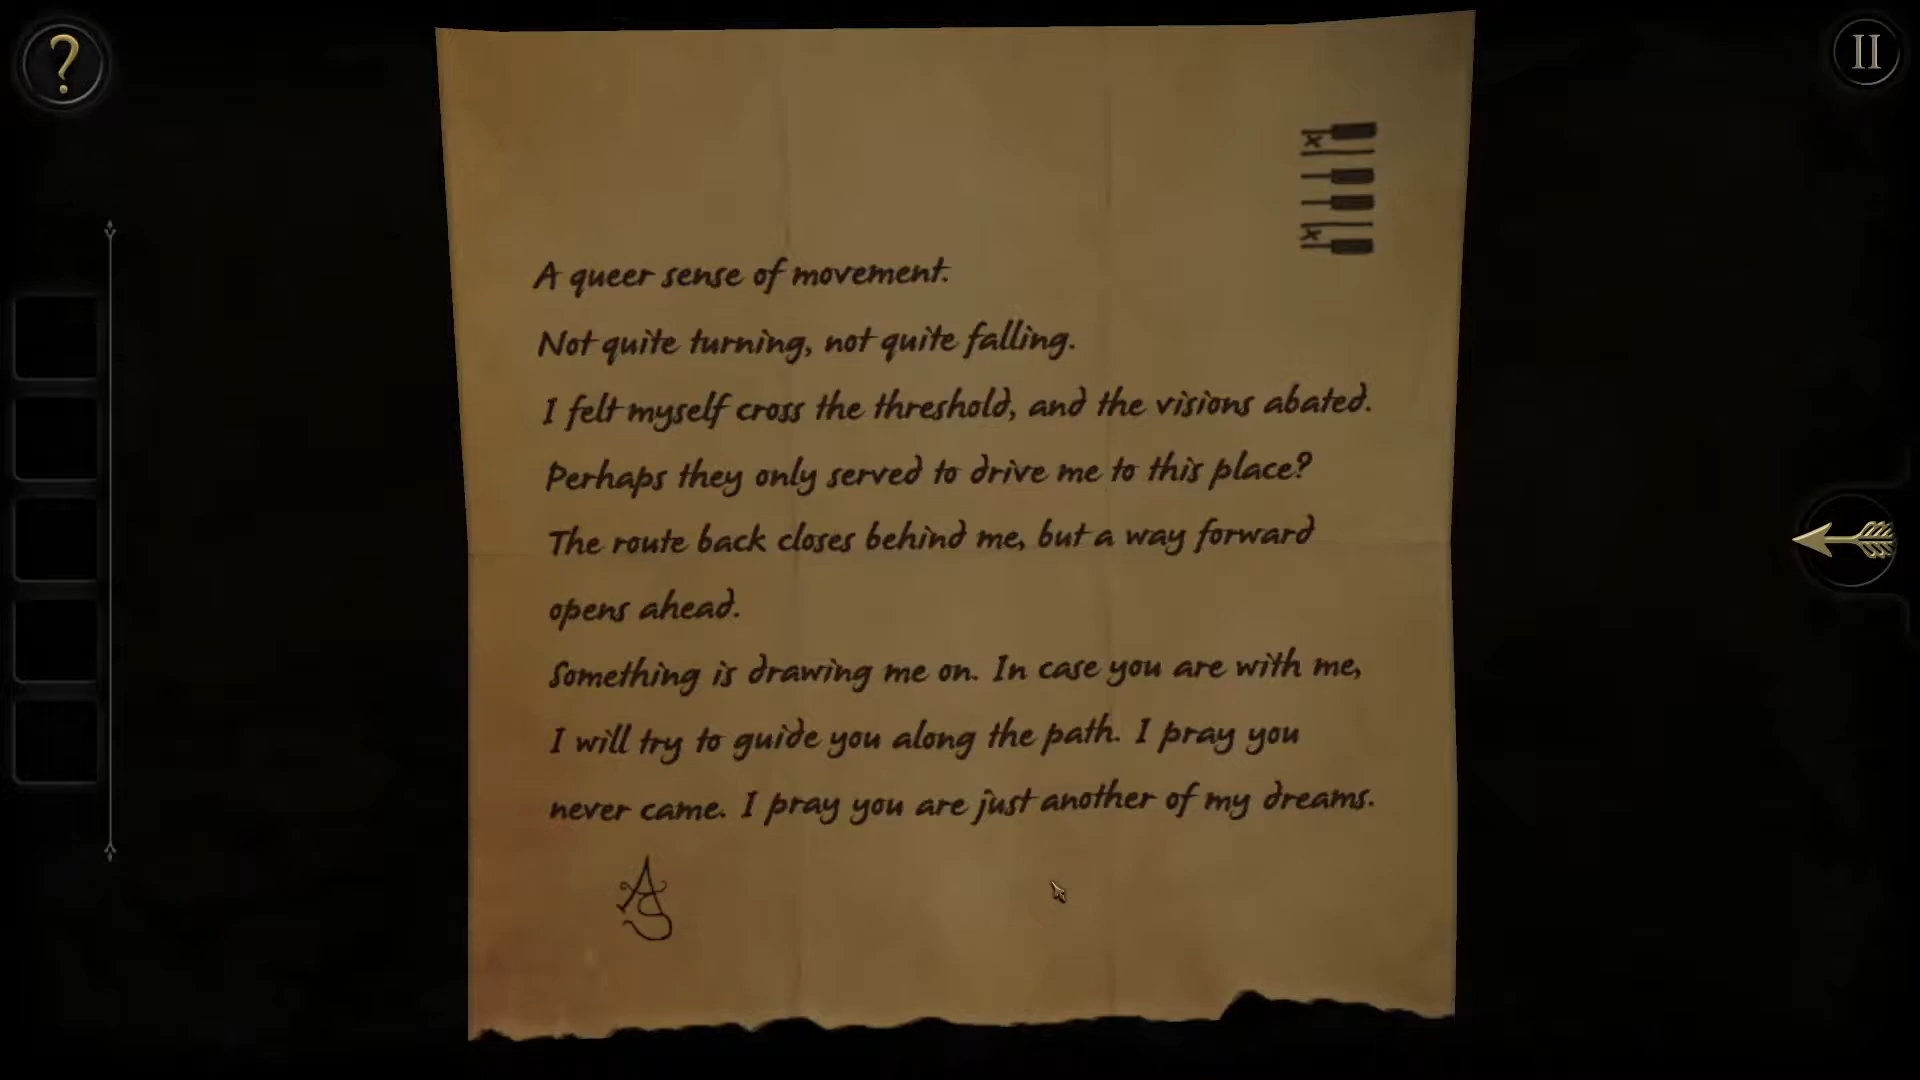 A queer sense of movement.
Not quite turning, not quite falling.
I felt myself cross the threshold, and the visions abated.
Perhaps they only served to drive me to this place?
The route back closes behind me, but a way forward
opens ahead.
Something is drawing me on. In case you are with me,
I will try to guide you along the path. I pray you
never came. I pray you are just another of my dreams.
AS